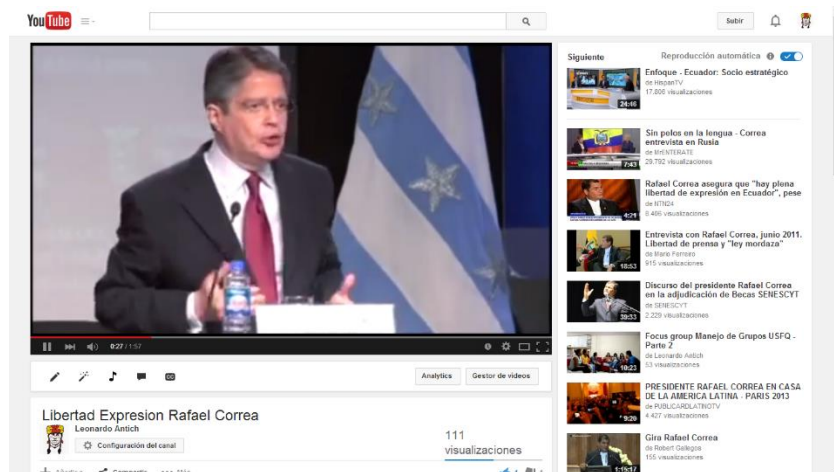 YouTube
Subir
Siguiente
Reproducción automática
Enfoque - Ecuador: Socio estratégico
de HispanTV
17.806 visualizaciones
24:46
Sin pelos en la lengua - Correa
entrevista en Rusia
de MrENTERATE
29.792 visualizaciones
7:43
Rafael Correa asegura que "hay plena
libertad de expresión en Ecuador", pese
de NTN24
8 466 visualizaciones
4:21
Entrevista con Rafael Correa, junio 2011.
Libertad de prensa y "ley mordaza"
de Mario Ferrozo
915 visualizaciones
18:53
Discurso del presidente Rafael Correa
en la adjudicación de Becas SENESCYT
de SENESCYT
2 229 visualizaciones
39:33
Focus group Manejo de Grupos USFQ -
Parte 2
de Leonardo Antich
53 visualizaciones
10:23
PRESIDENTE RAFAEL CORREA EN CASA
DE LA AMERICA LATINA - PARIS 2013
de PUBLICARDLATINOTV
4 427 visualizaciones
9:26
Gira Rafael Correa
de Robert Gallegos
155 visualizaciones
1:15:17
0:27 / 1:57
Analytics
Gestor de vídeos
Libertad Expresion Rafael Correa
Leonardo Antich
Configuración del canal
111
visualizaciones